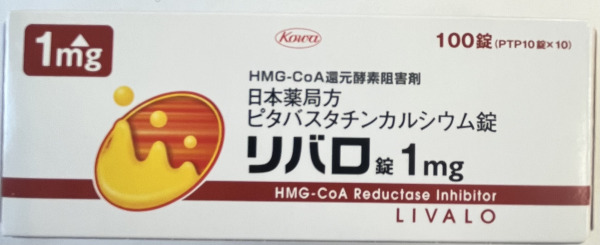 1mg
Kowa
100錠(PTP10錠×10)
HMG-CoA還元酵素阻害剤
日本薬局方
ピタバスタチンカルシウム錠
リバロ錠1mg
HMG-CoA Reductase Inhibitor
LIVALO